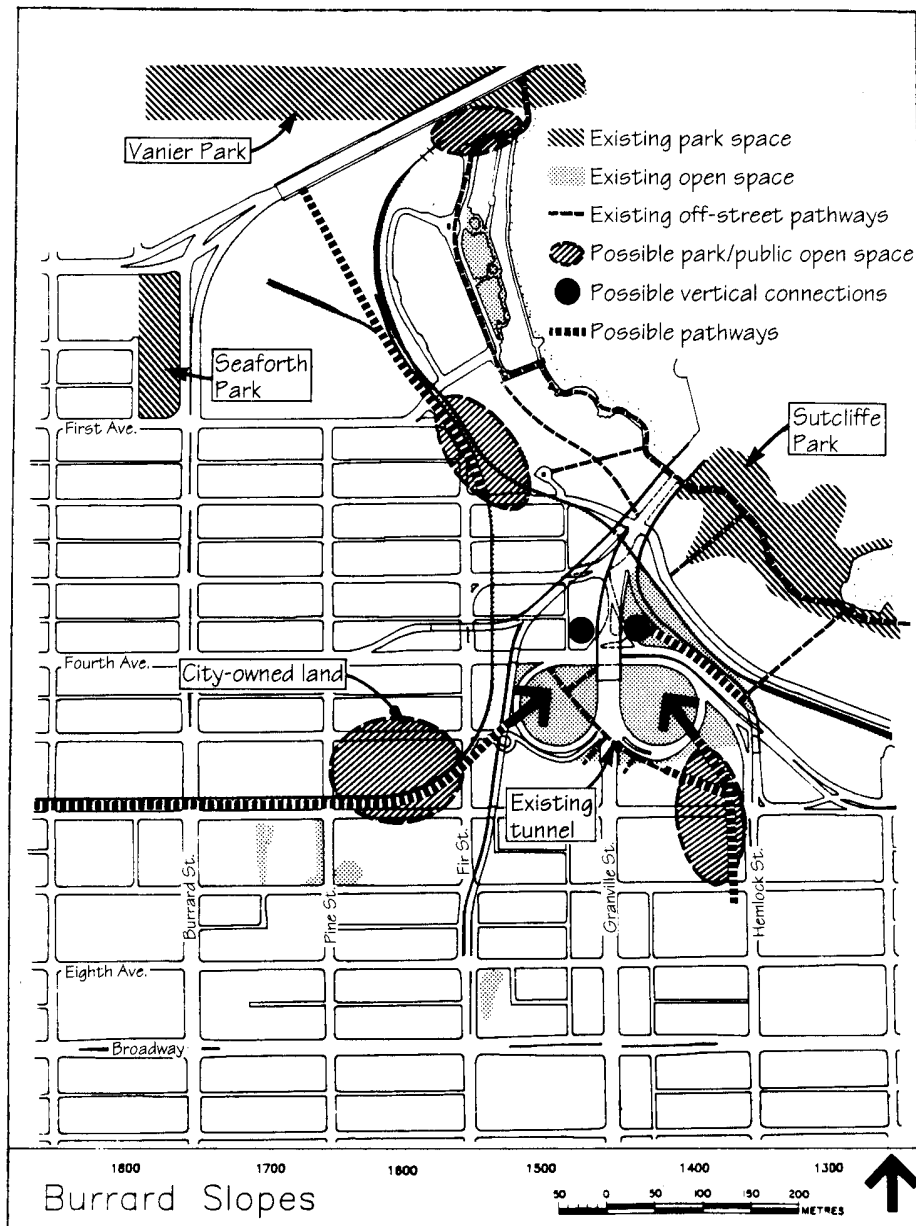 Vanier Park
Existing park space
Existing open space
Existing off-street pathways
Possible park/public open space
Possible vertical connections
Possible pathways
Seaforth
Park
Sutcliffe
Park
First Ave.
Fourth Ave.
City-owned land
Existing
tunnel
Burrard St.
Pine St.
Fir St.
Granville St.
Hemlock St.
Eighth Ave.
Broadway
1800
1700
1600
1500
1400
1300
Burrard Slopes
50 0 50 100 150 200
METRES